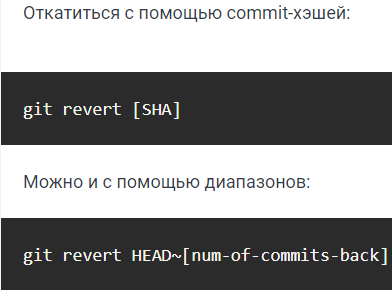 Откатиться с помощью commit-хэшей:
git revert [SHA]
Можно и с помощью диапазонов:
git revert HEAD~[num-of-commits-back]